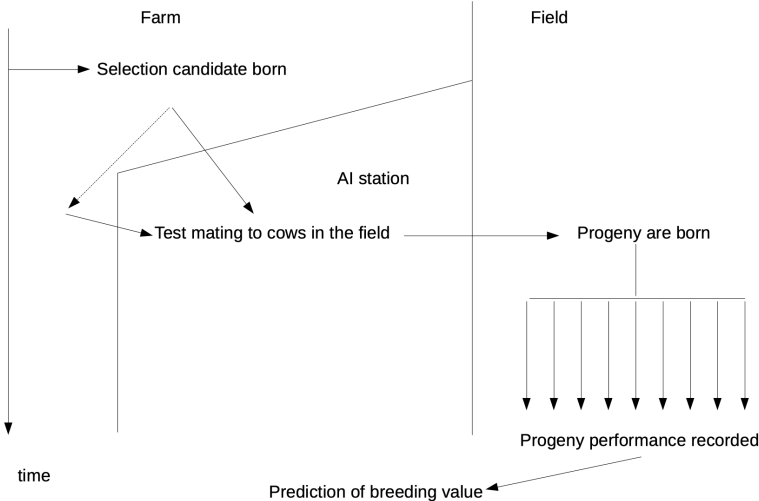 Farm
Field
Selection candidate born
AI station
Test mating to cows in the field
Progeny are born
Progeny performance recorded
time
Prediction of breeding value